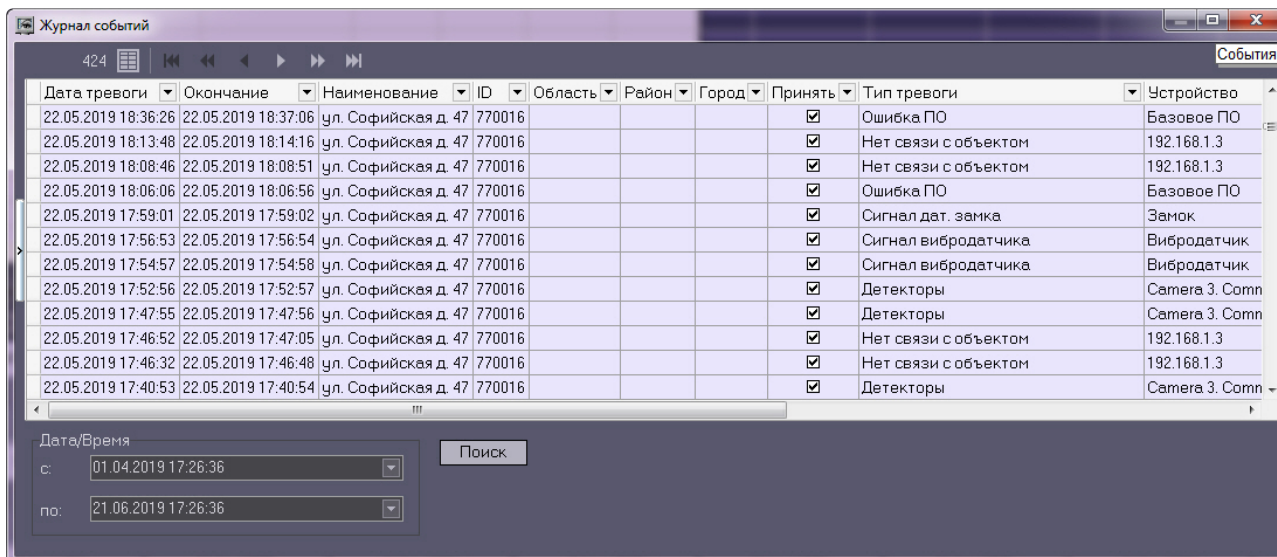 Журнал событий
424
События
Дата тревоги Окончание Наименование ID Область Район Город Принять Тип тревоги Устройство
22.05.2019 18:36:26 22.05.2019 18:37:06 ул. Софийская д. 47 770016 Ошибка ПО Базовое ПО
22.05.2019 18:13:48 22.05.2019 18:14:16 ул. Софийская д. 47 770016 Нет связи с объектом 192.168.1.3
22.05.2019 18:08:46 22.05.2019 18:08:51 ул. Софийская д. 47 770016 Нет связи с объектом 192.168.1.3
22.05.2019 18:06:06 22.05.2019 18:06:56 ул. Софийская д. 47 770016 Ошибка ПО Базовое ПО
22.05.2019 17:59:01 22.05.2019 17:59:02 ул. Софийская д. 47 770016 Сигнал дат. замка Замок
22.05.2019 17:56:53 22.05.2019 17:56:54 ул. Софийская д. 47 770016 Сигнал вибродатчика Вибродатчик
22.05.2019 17:54:57 22.05.2019 17:54:58 ул. Софийская д. 47 770016 Сигнал вибродатчика Вибродатчик
22.05.2019 17:52:56 22.05.2019 17:52:57 ул. Софийская д. 47 770016 Детекторы Camera 3. Comm
22.05.2019 17:47:55 22.05.2019 17:47:56 ул. Софийская д. 47 770016 Детекторы Camera 3. Comm
22.05.2019 17:46:52 22.05.2019 17:47:05 ул. Софийская д. 47 770016 Нет связи с объектом 192.168.1.3
22.05.2019 17:46:32 22.05.2019 17:46:48 ул. Софийская д. 47 770016 Нет связи с объектом 192.168.1.3
22.05.2019 17:40:53 22.05.2019 17:40:54 ул. Софийская д. 47 770016 Детекторы Camera 3. Comm
Дата/Время
с: 01.04.2019 17:26:36
Поиск
по: 21.06.2019 17:26:36